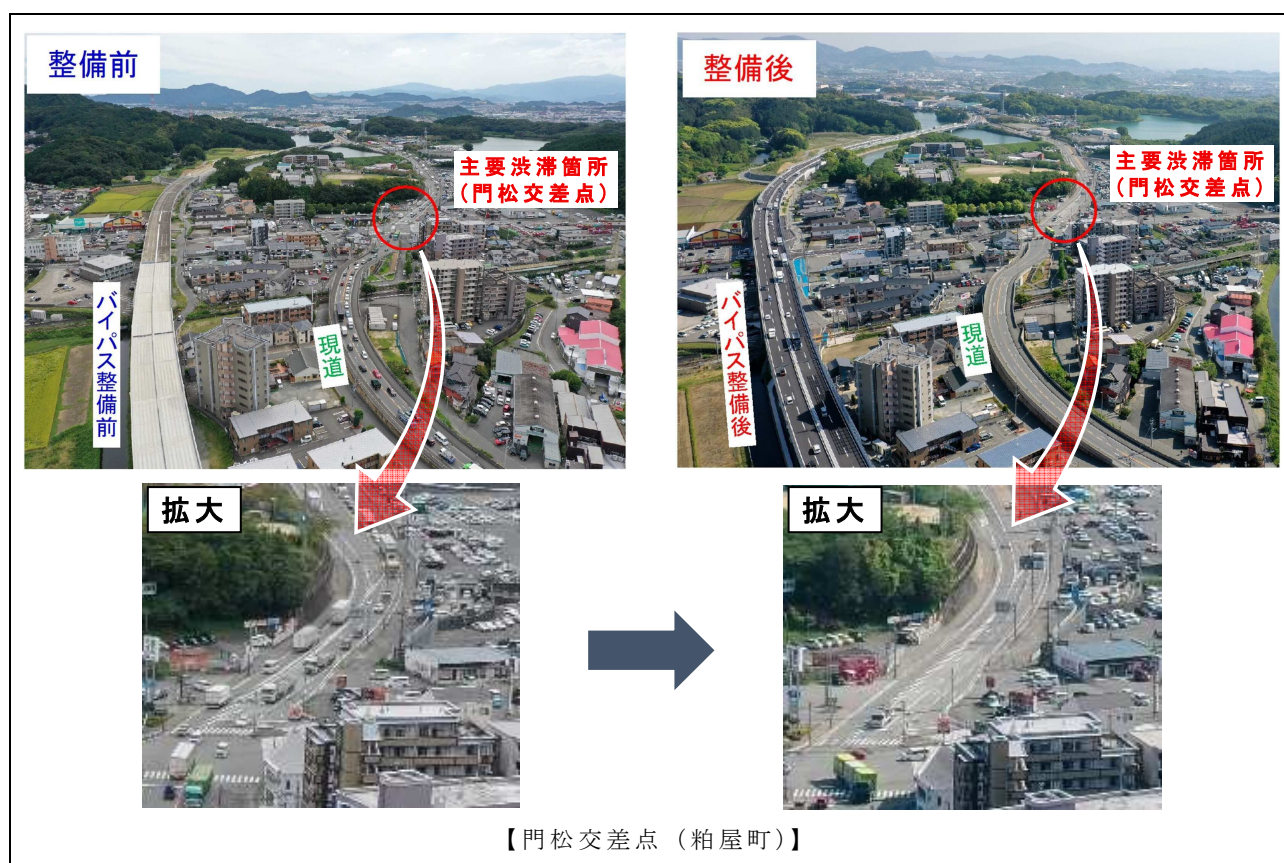 整備前
主要渋滞箇所
(門松交差点)
バイパス整備前
現道
拡大
整備後
主要渋滞箇所
(門松交差点)
バイパス整備後
現道
拡大
【門松交差点（粕屋町）】